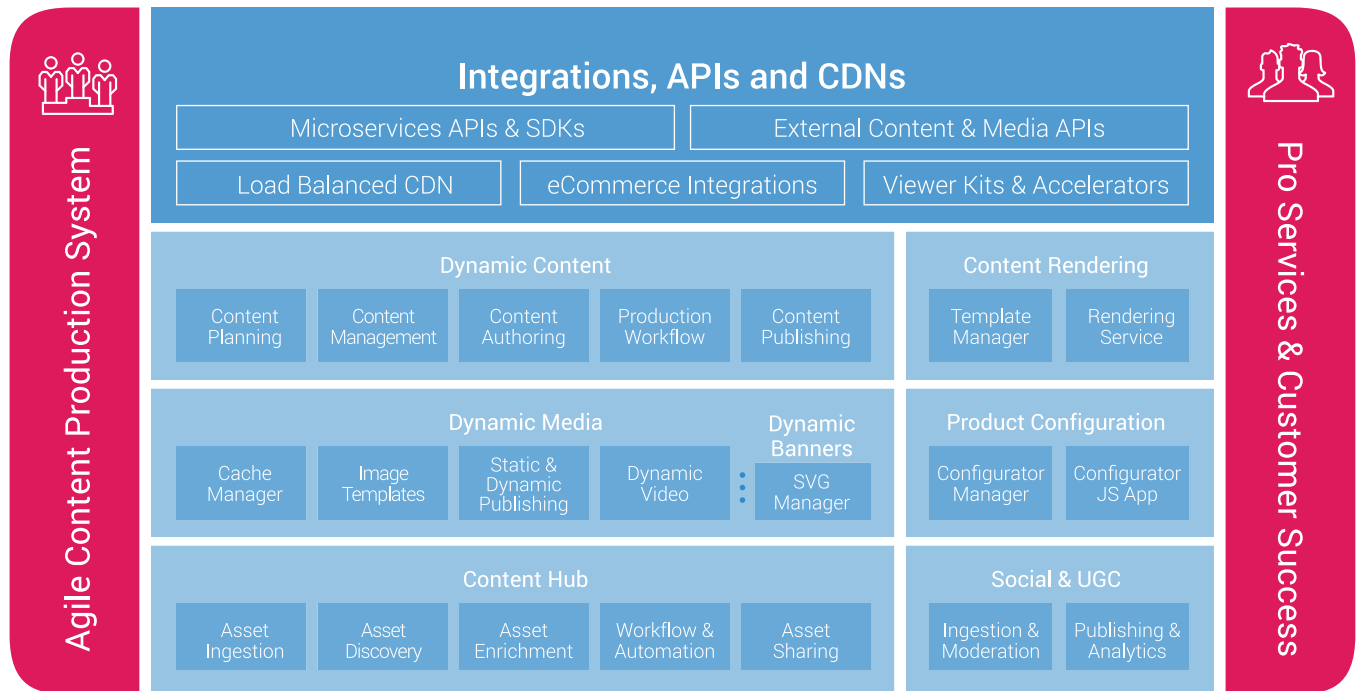 Agile Content Production System
Integrations, APIs and CDNs
Microservices APIs & SDKs
External Content & Media APIs
Load Balanced CDN
eCommerce Integrations
Viewer Kits & Accelerators
Dynamic Content
Content
Planning
Content
Management
Content
Authoring
Production
Workflow
Content
Publishing
Content Rendering
Template
Manager
Rendering
Service
Dynamic Media
Cache
Manager
Image
Templates
Static &
Dynamic
Publishing
Dynamic
Video
Dynamic
Banners
SVG
Manager
Product Configuration
Configurator
Manager
Configurator
JS App
Content Hub
Asset
Ingestion
Asset
Discovery
Asset
Enrichment
Workflow &
Automation
Asset
Sharing
Social & UGC
Ingestion &
Moderation
Publishing &
Analytics
Pro Services & Customer Success